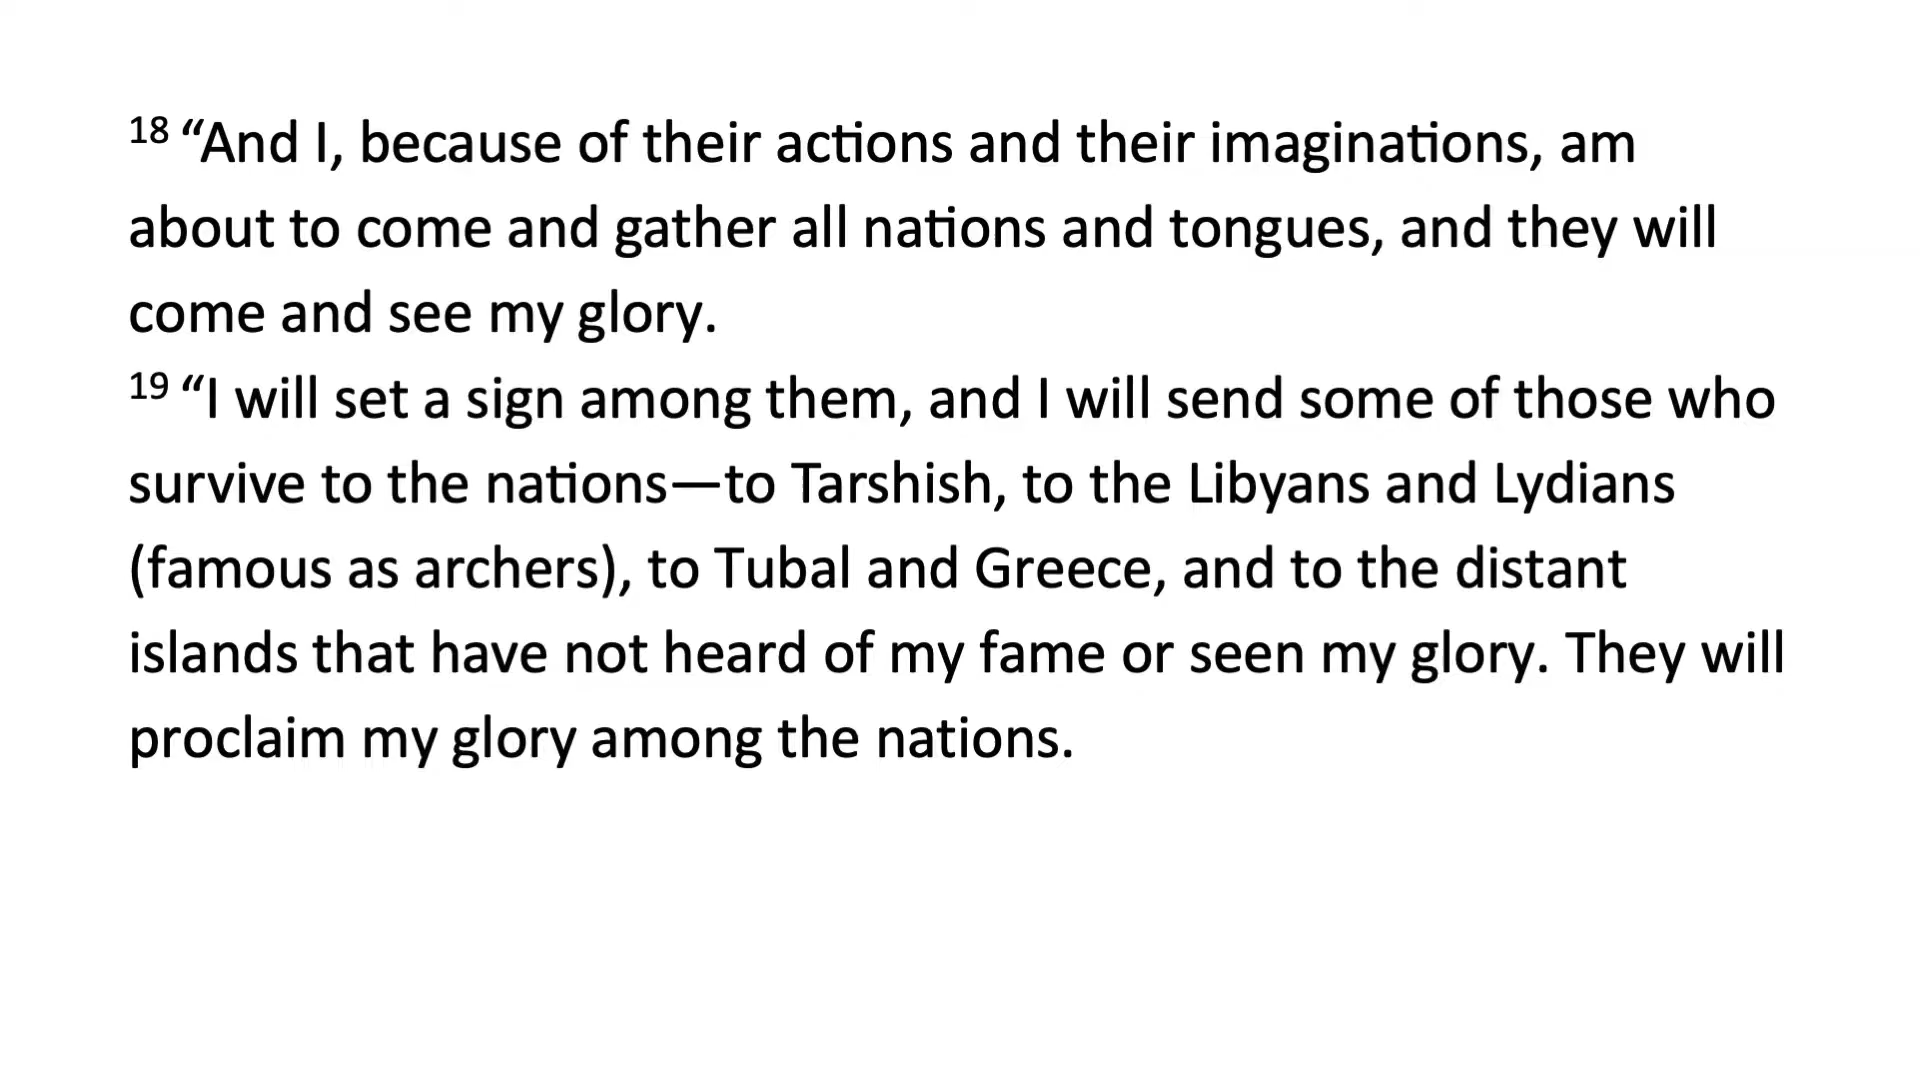 18 “And I, because of their actions and their imaginations, am
about to come and gather all nations and tongues, and they will
come and see my glory.
19 “I will set a sign among them, and I will send some of those who
survive to the nations—to Tarshish, to the Libyans and Lydians
(famous as archers), to Tubal and Greece, and to the distant
islands that have not heard of my fame or seen my glory. They will
proclaim my glory among the nations.